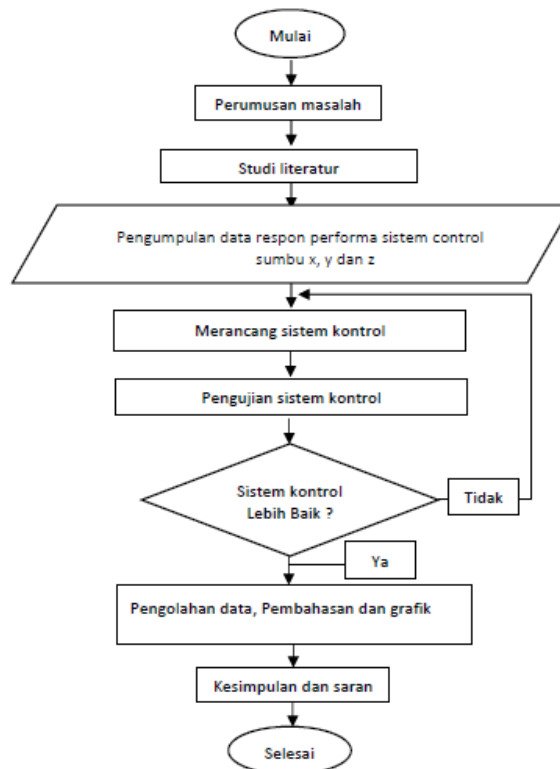 Mulai
Perumusan masalah
Studi literatur
Pengumpulan data respon performa sistem control
sumbu x, y dan z
Merancang sistem kontrol
Pengujian sistem kontrol
Sistem kontrol
Lebih Baik ?
Tidak
Ya
Pengolahan data, Pembahasan dan grafik
Kesimpulan dan saran
Selesai